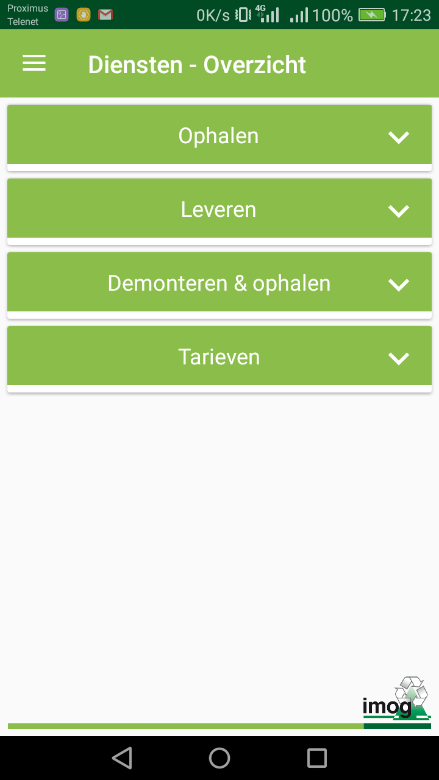 Proximus
Telenet
0K/s 4G 100% 17:23
Diensten - Overzicht
Ophalen
Leveren
Demonteren & ophalen
Tarieven
imog